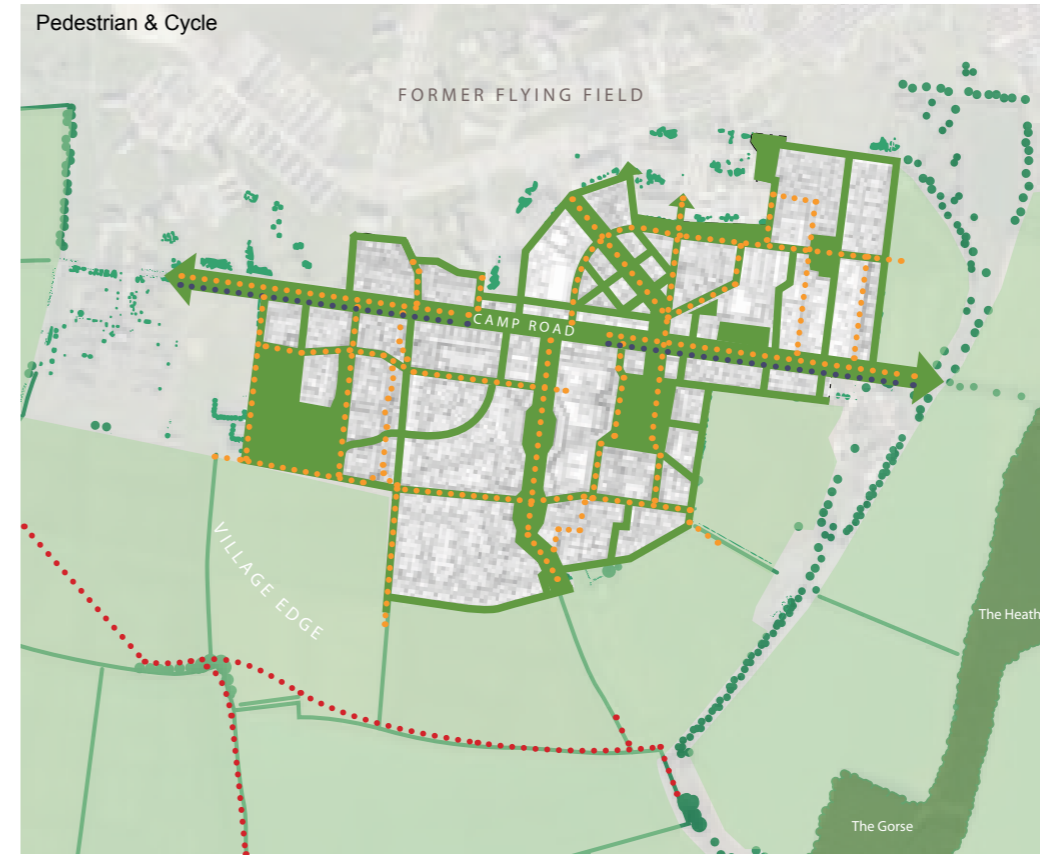 Pedestrian & Cycle
FORMER FLYING FIELD
CAMP ROAD
VILLAGE EDGE
The Heath
The Gorse